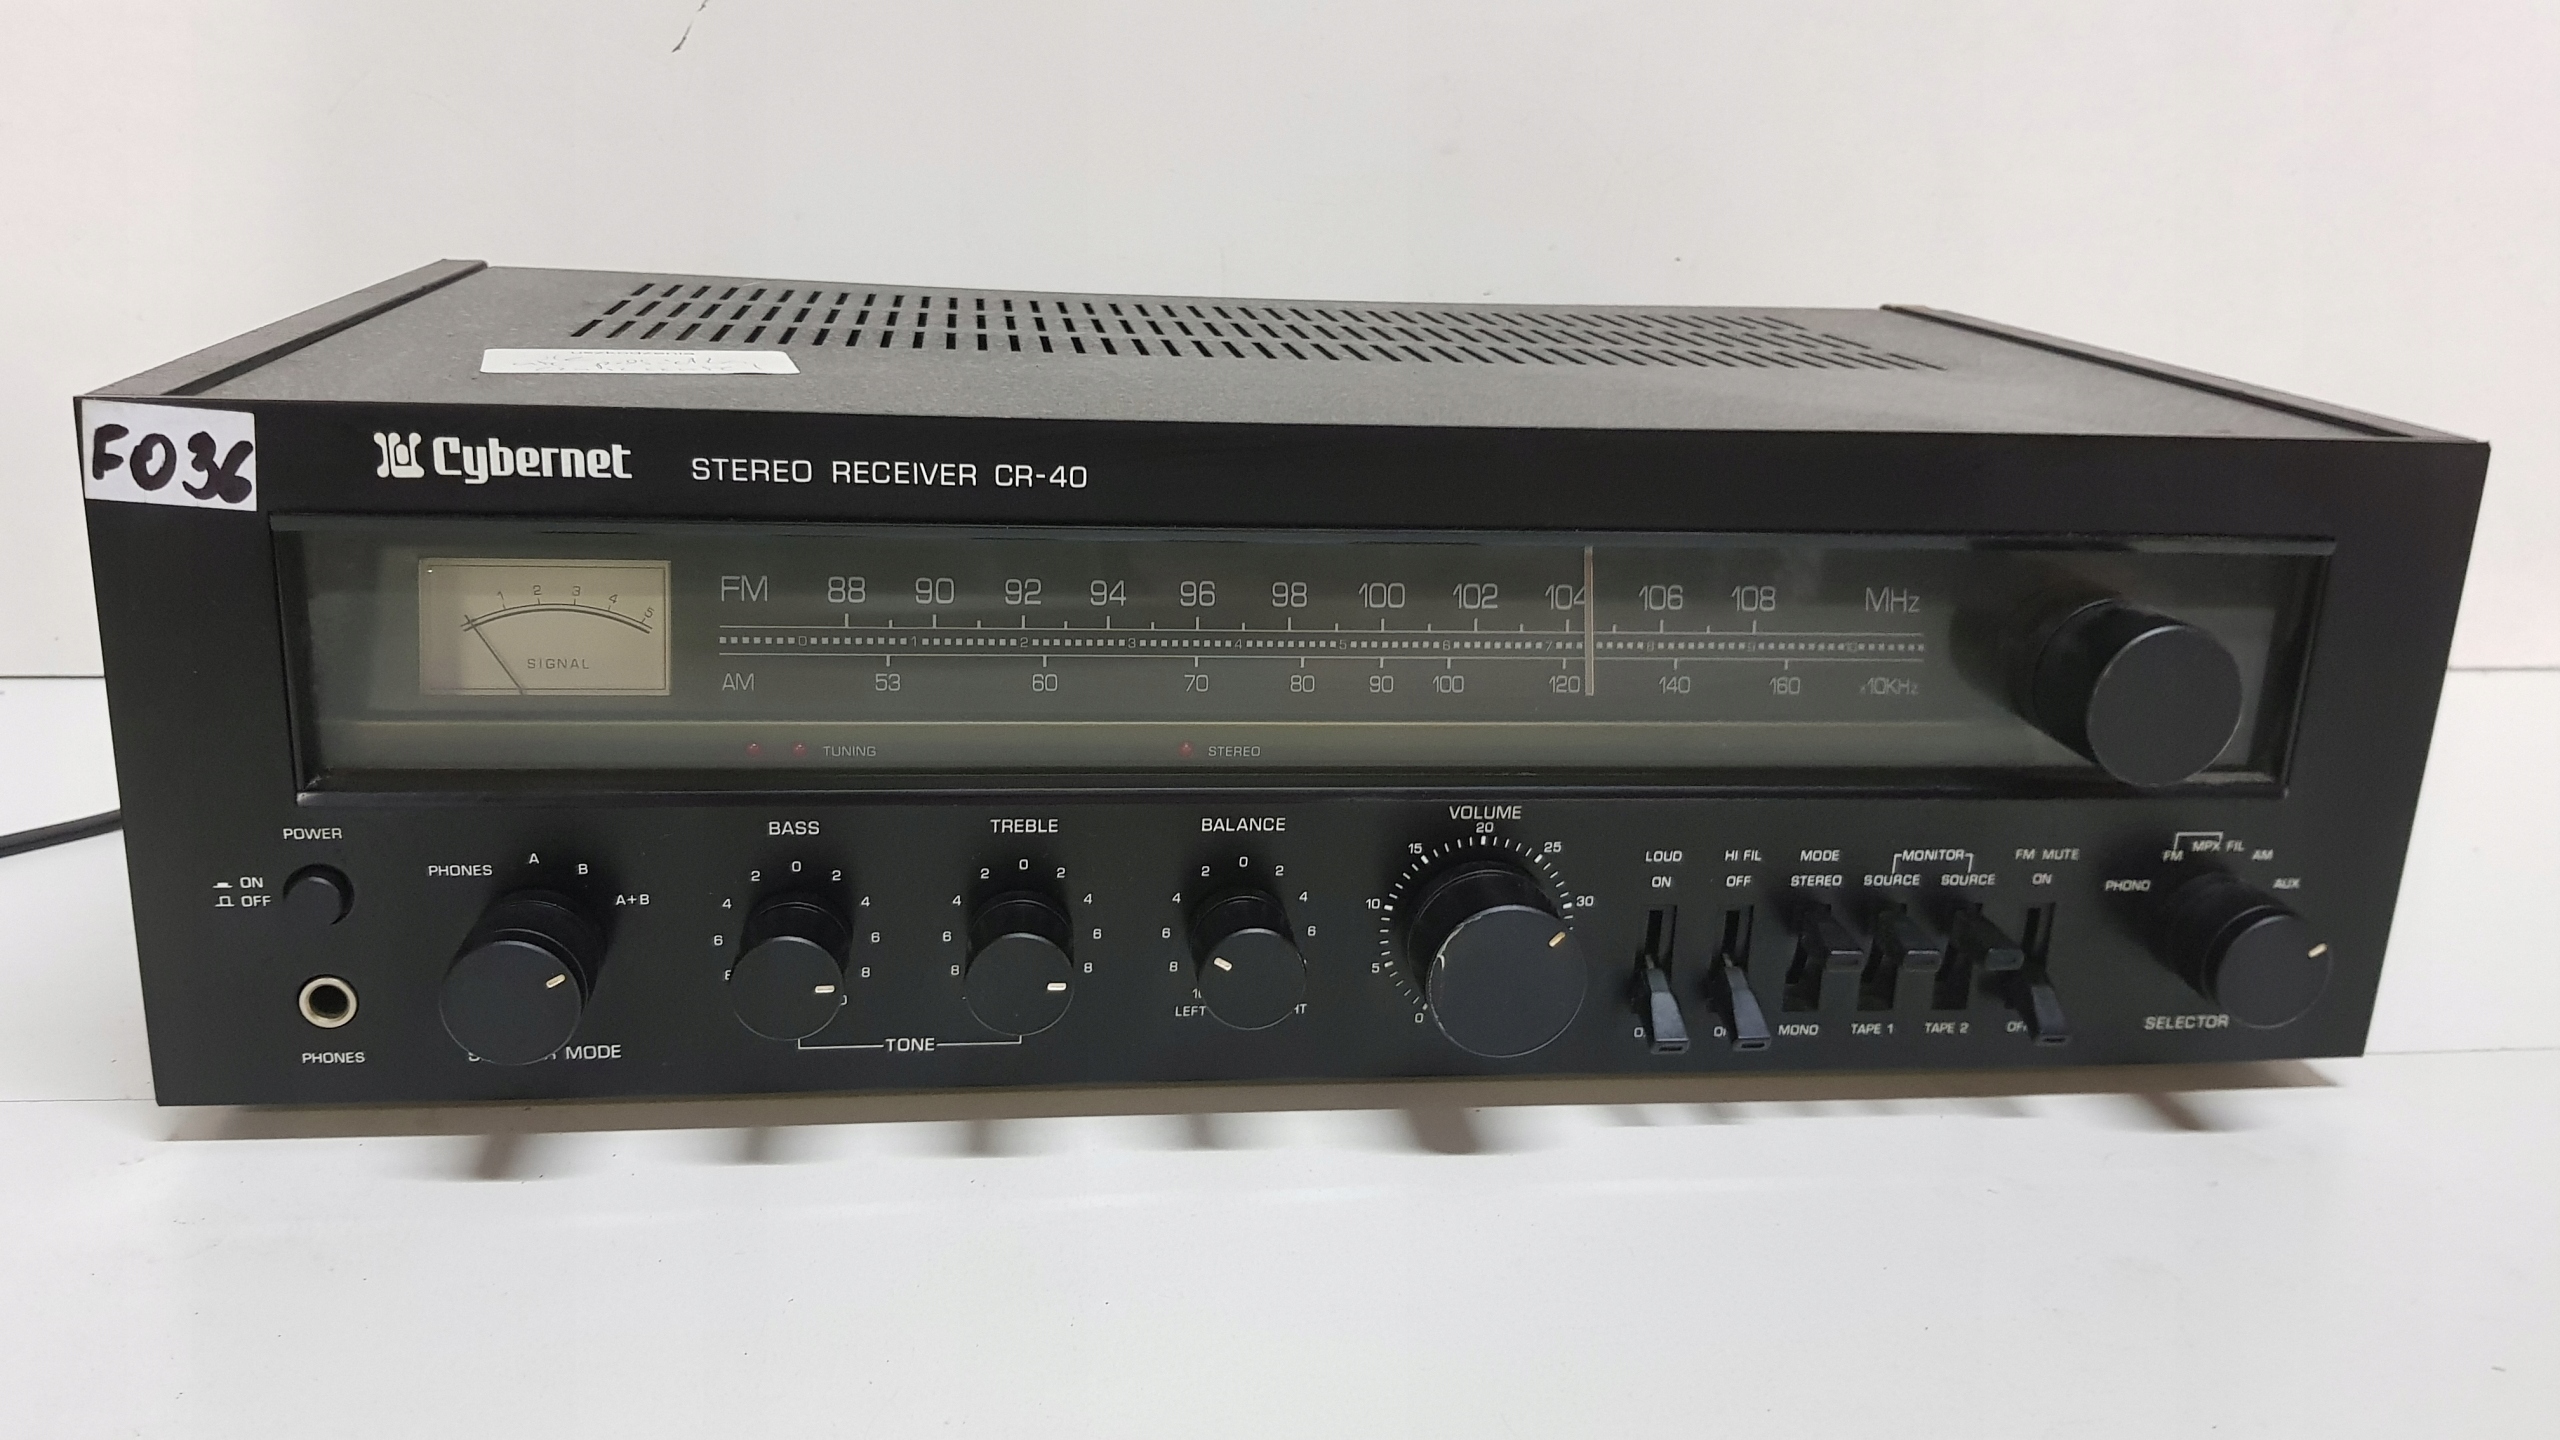 F036
Cybernet STEREO RECEIVER CR-40
1 2 3 4 5
SIGNAL
FM 88 90 92 94 96 98 100 102 104 106 108 MHz
0 1 2 3 4 5 6 7 8 9 10
AM 53 60 70 80 90 100 120 140 160 x10KHz
TUNING STEREO
POWER
ON
OFF
PHONES
PHONES A B A+B
MODE
BASS
0
2 2
4 4
6 6
8 8
TREBLE
0
2 2
4 4
6 6
8 8
TONE
BALANCE
0
2 2
4 4
6 6
8
LEFT
VOLUME
0 5 10 15 20 25 30
LOUD
ON
HI FIL
OFF
MODE
STEREO
MONO
MONITOR
SOURCE SOURCE
TAPE 1 TAPE 2
FM MUTE
ON
PHONO FM MPX FIL AM AUX
SELECTOR